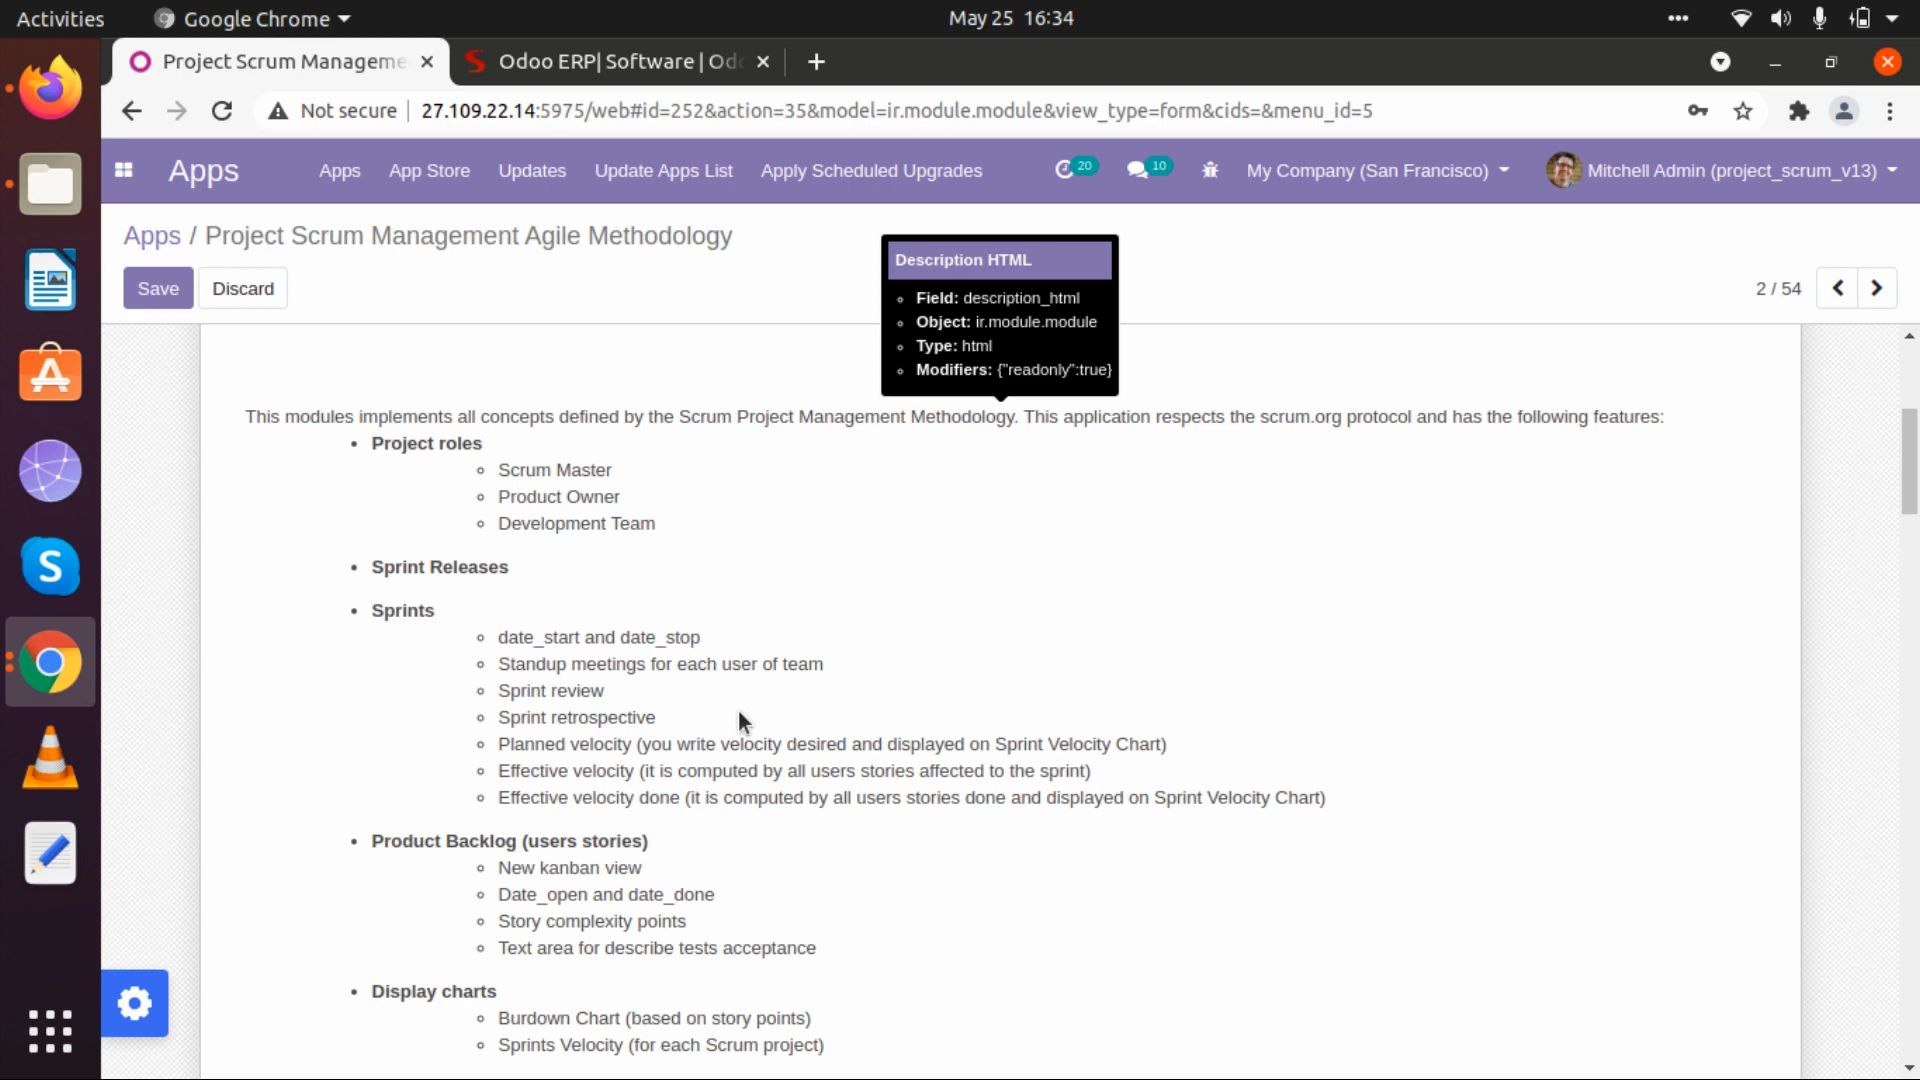 Activities Google Chrome May 25 16:34
Project Scrum Manageme Odoo ERP| Software | Od
Not secure 27.109.22.14:5975/web#id=252&action=35&model=ir.module.module&view_type=form&cids=&menu_id=5
Apps Apps App Store Updates Update Apps List Apply Scheduled Upgrades 20 10 My Company (San Francisco) Mitchell Admin (project_scrum_v13)
Apps / Project Scrum Management Agile Methodology
Save Discard 2 / 54
Description HTML
Field: description_html
Object: ir.module.module
Type: html
Modifiers: {"readonly":true}
This modules implements all concepts defined by the Scrum Project Management Methodology. This application respects the scrum.org protocol and has the following features:
Project roles
Scrum Master
Product Owner
Development Team
Sprint Releases
Sprints
date_start and date_stop
Standup meetings for each user of team
Sprint review
Sprint retrospective
Planned velocity (you write velocity desired and displayed on Sprint Velocity Chart)
Effective velocity (it is computed by all users stories affected to the sprint)
Effective velocity done (it is computed by all users stories done and displayed on Sprint Velocity Chart)
Product Backlog (users stories)
New kanban view
Date_open and date_done
Story complexity points
Text area for describe tests acceptance
Display charts
Burdown Chart (based on story points)
Sprints Velocity (for each Scrum project)